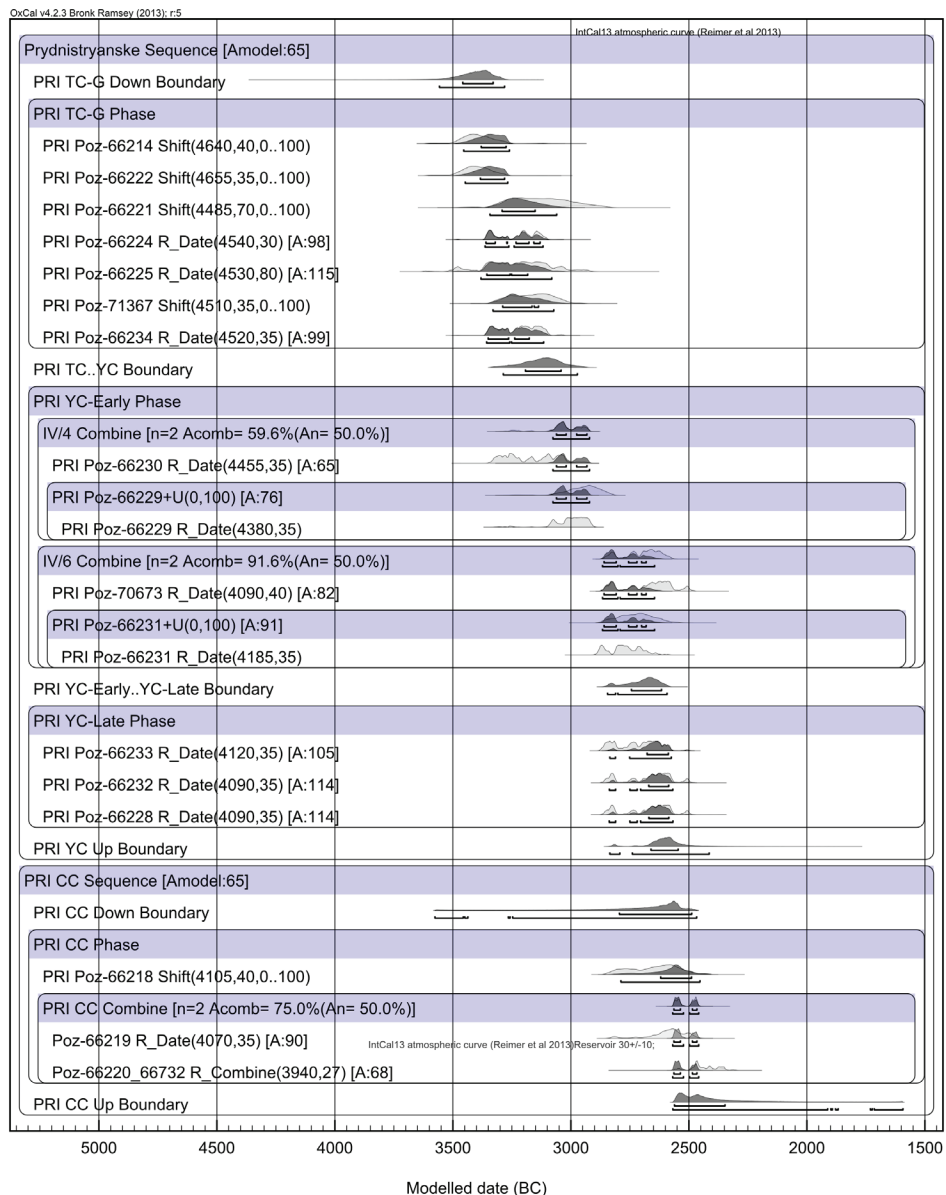 OxCal v4.2.3 Bronk Ramsey (2013); r:5
IntCal13 atmospheric curve (Reimer et al 2013)
Prydnistryanske Sequence [Amodel:65]
PRI TC-G Down Boundary
PRI TC-G Phase
PRI Poz-66214 Shift(4640,40,0..100)
PRI Poz-66222 Shift(4655,35,0..100)
PRI Poz-66221 Shift(4485,70,0..100)
PRI Poz-66224 R_Date(4540,30) [A:98]
PRI Poz-66225 R_Date(4530,80) [A:115]
PRI Poz-71367 Shift(4510,35,0..100)
PRI Poz-66234 R_Date(4520,35) [A:99]
PRI TC..YC Boundary
PRI YC-Early Phase
IV/4 Combine [n=2 Acomb= 59.6%(An= 50.0%)]
PRI Poz-66230 R_Date(4455,35) [A:65]
PRI Poz-66229+U(0,100) [A:76]
PRI Poz-66229 R_Date(4380,35)
IV/6 Combine [n=2 Acomb= 91.6%(An= 50.0%)]
PRI Poz-70673 R_Date(4090,40) [A:82]
PRI Poz-66231+U(0,100) [A:91]
PRI Poz-66231 R_Date(4185,35)
PRI YC-Early..YC-Late Boundary
PRI YC-Late Phase
PRI Poz-66233 R_Date(4120,35) [A:105]
PRI Poz-66232 R_Date(4090,35) [A:114]
PRI Poz-66228 R_Date(4090,35) [A:114]
PRI YC Up Boundary
PRI CC Sequence [Amodel:65]
PRI CC Down Boundary
PRI CC Phase
PRI Poz-66218 Shift(4105,40,0..100)
PRI CC Combine [n=2 Acomb= 75.0%(An= 50.0%)]
Poz-66219 R_Date(4070,35) [A:90]
IntCal13 atmospheric curve (Reimer et al 2013)Reservoir 30+/-10;
Poz-66220_66732 R_Combine(3940,27) [A:68]
PRI CC Up Boundary
5000 4500 4000 3500 3000 2500 2000 1500
Modelled date (BC)